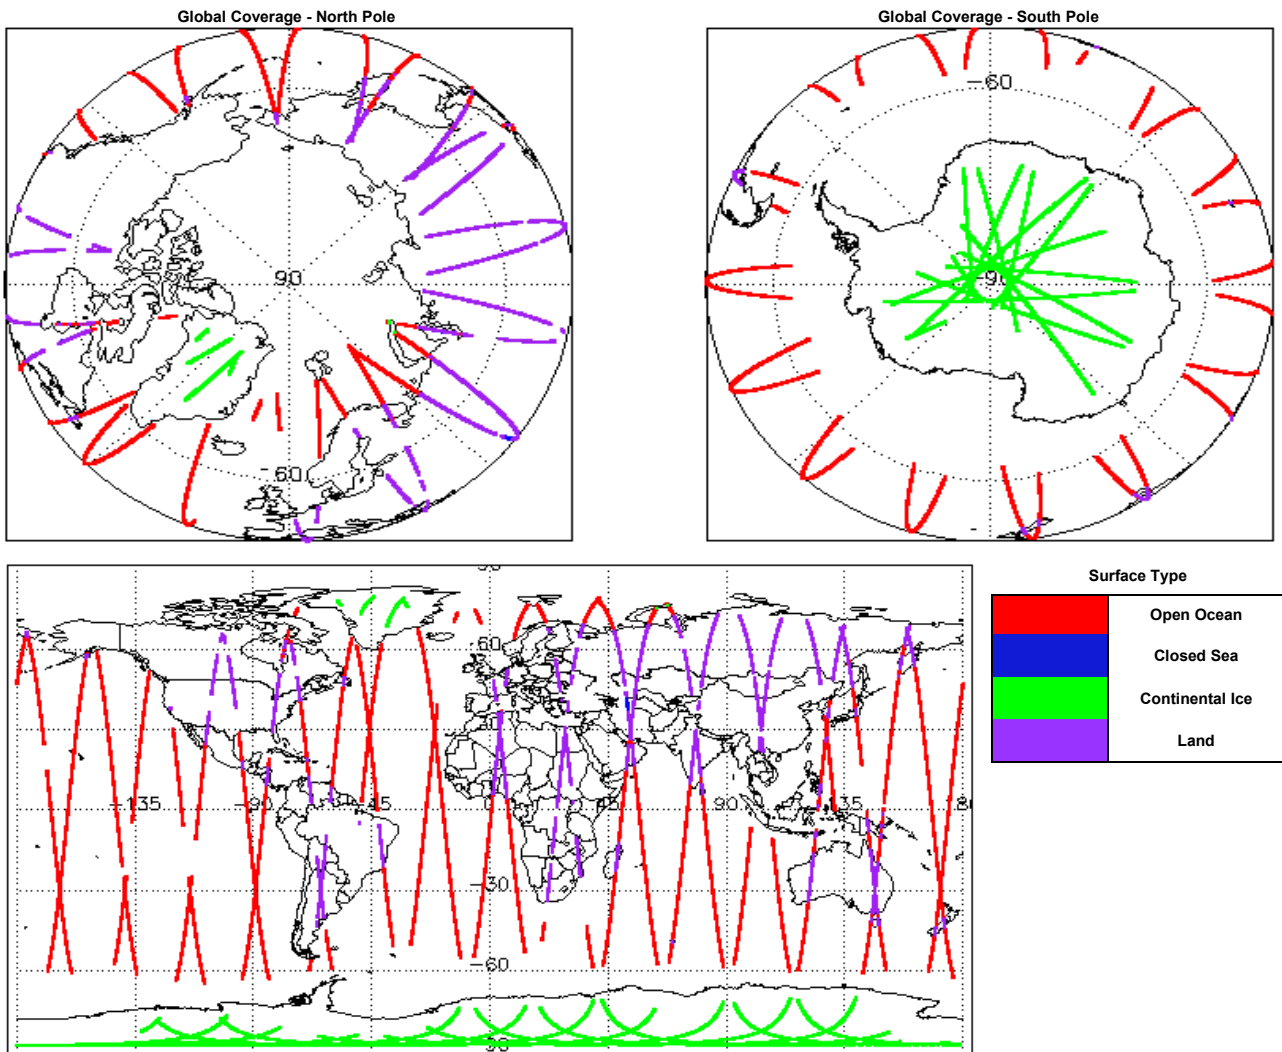 Global Coverage - North Pole
Global Coverage - South Pole
90
-60
-60
-90
-135
-90
-45
0
45
90
135
60
-30
-60
Surface Type
Open Ocean
Closed Sea
Continental Ice
Land